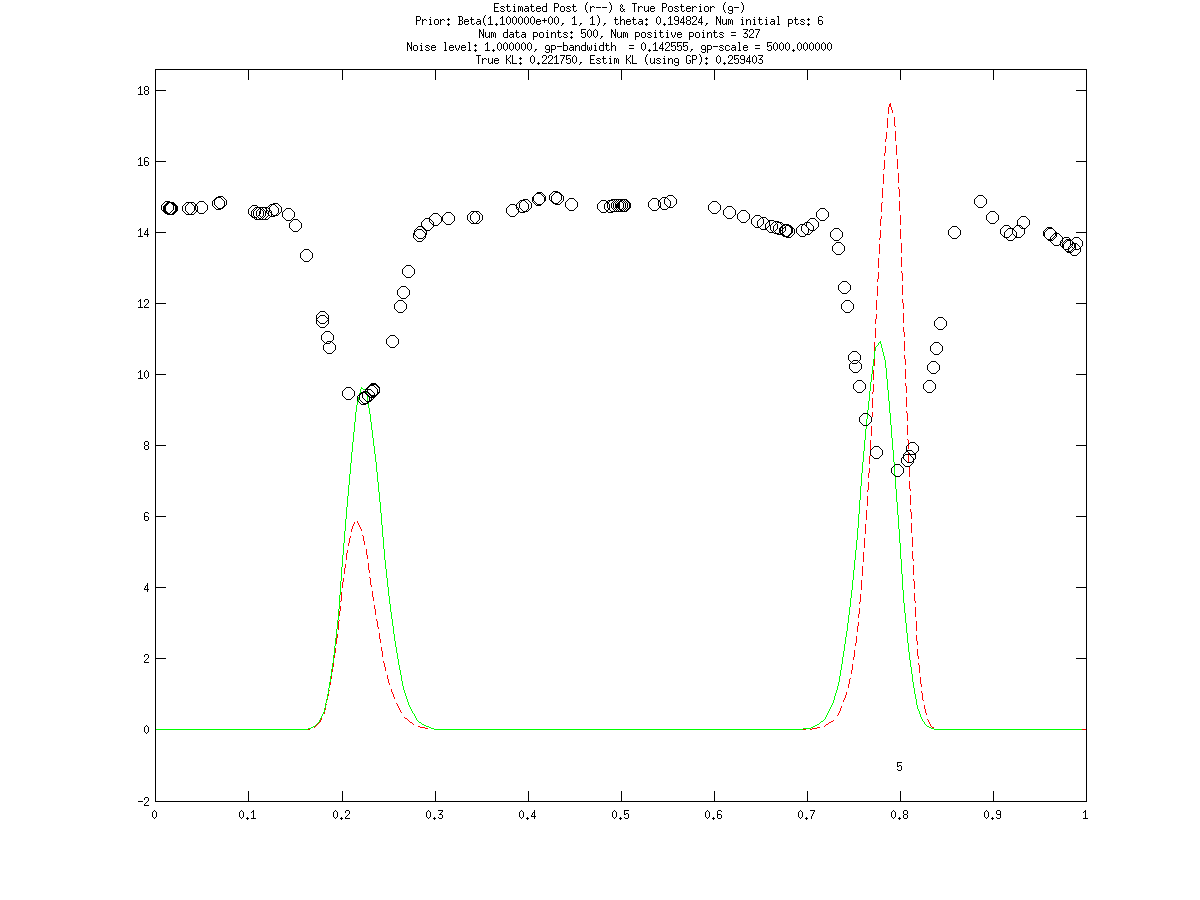 Estimated Post (r--) & True Posterior (g-)
Prior: Beta(1.100000e+00, 1, 1), theta: 0.194824, Num initial pts: 6
Num data points: 500, Num positive points = 327
Noise level: 1.000000, gp-bandwidth  = 0.142555, gp-scale = 5000.000000
True KL: 0.221750, Estim KL (using GP): 0.259403
18
16
14
12
10
8
6
4
2
0
5
-2
0 0.1 0.2 0.3 0.4 0.5 0.6 0.7 0.8 0.9 1